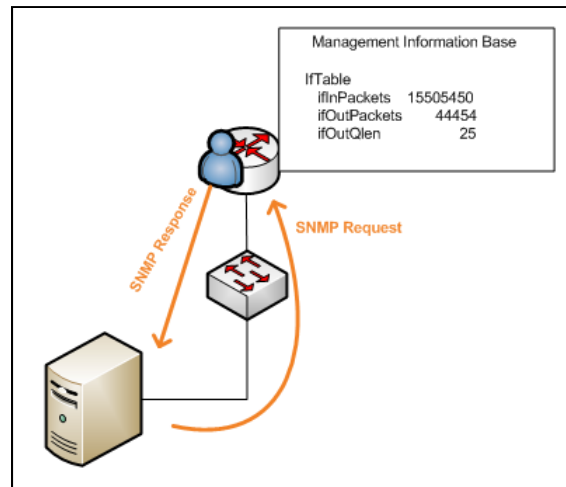 Management Information Base
IfTable
ifInPackets 15505450
ifOutPackets 44454
ifOutQlen 25
SNMP Response
SNMP Request